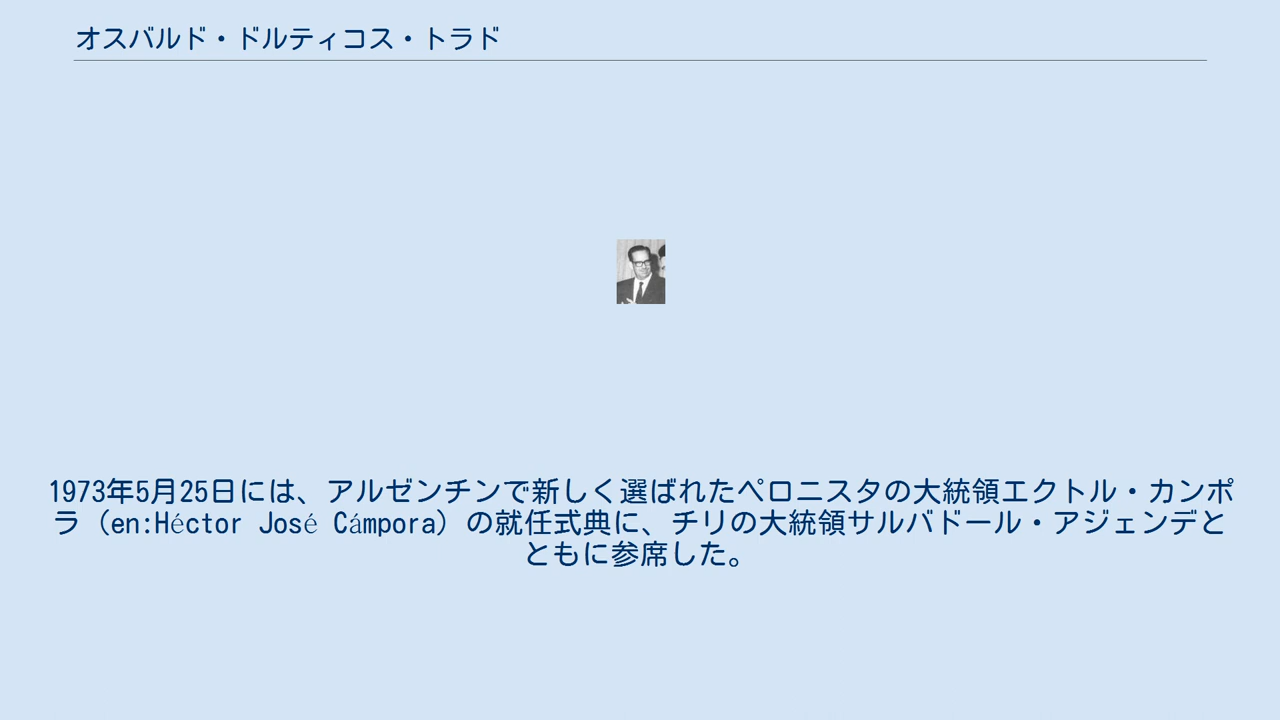 オスバルド・ドルティコス・トラド
1973年5月25日には、アルゼンチンで新しく選ばれたペロニスタの大統領エクトル・カンポ
ラ（en:Héctor José Cámpora）の就任式典に、チリの大統領サルバドール・アジェンデと
ともに参席した。